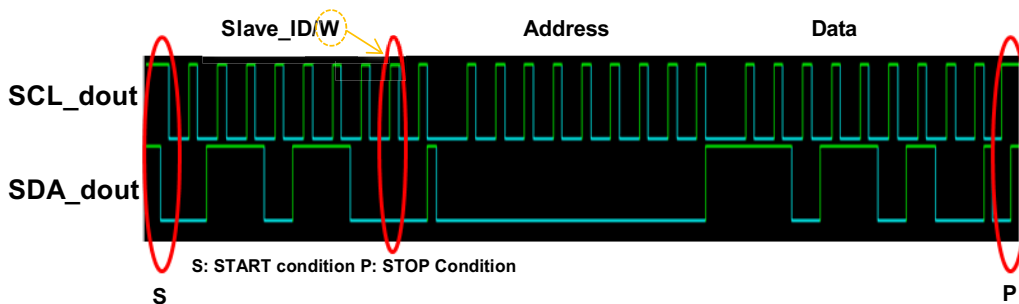 Slave_ID/W Address Data
SCL_dout
SDA_dout
S: START condition P: STOP Condition
S P